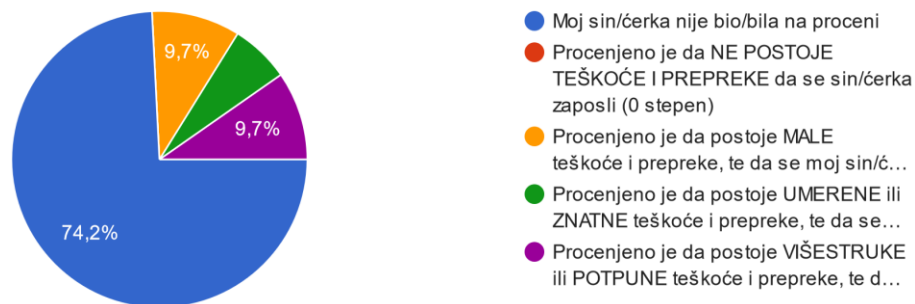 9,7%
9,7%
74,2%
Moj sin/ćerka nije bio/bila na proceni
Procenjeno je da NE POSTOJE
TEŠKOĆE I PREPREKE da se sin/ćerka
zaposli (0 stepen)
Procenjeno je da postoje MALE
teškoće i prepreke, te da se moj sin/ć…
Procenjeno je da postoje UMERENE ili
ZNATNE teškoće i prepreke, te da se…
Procenjeno je da postoje VIŠESTRUKE
ili POTPUNE teškoće i prepreke, te d…